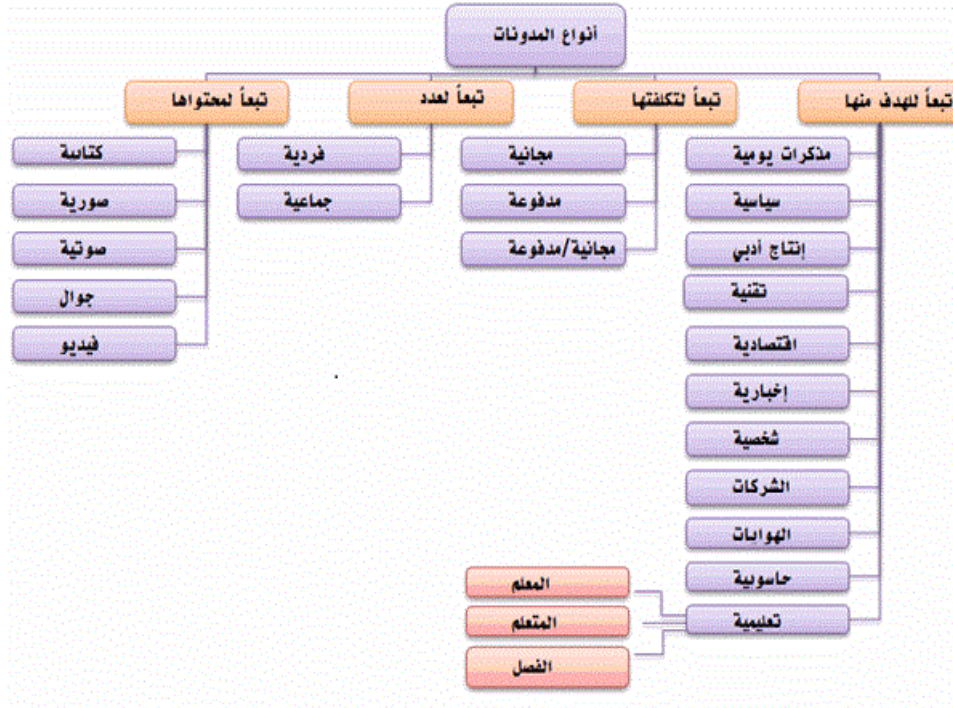 أنواع المدونات
تبعاً للهدف منها
مذكرات يومية
سياسية
إنتاج أدبي
تقنية
اقتصادية
إخبارية
شخصية
الشركات
الهوايات
حاسوبية
تعليمية
المعلم
المتعلم
الفصل
تبعاً لتكلفتها
مجانية
مدفوعة
مجانية/مدفوعة
تبعاً لعدد
فردية
جماعية
تبعاً لمحتواها
كتابية
صورية
صوتية
جوال
فيديو